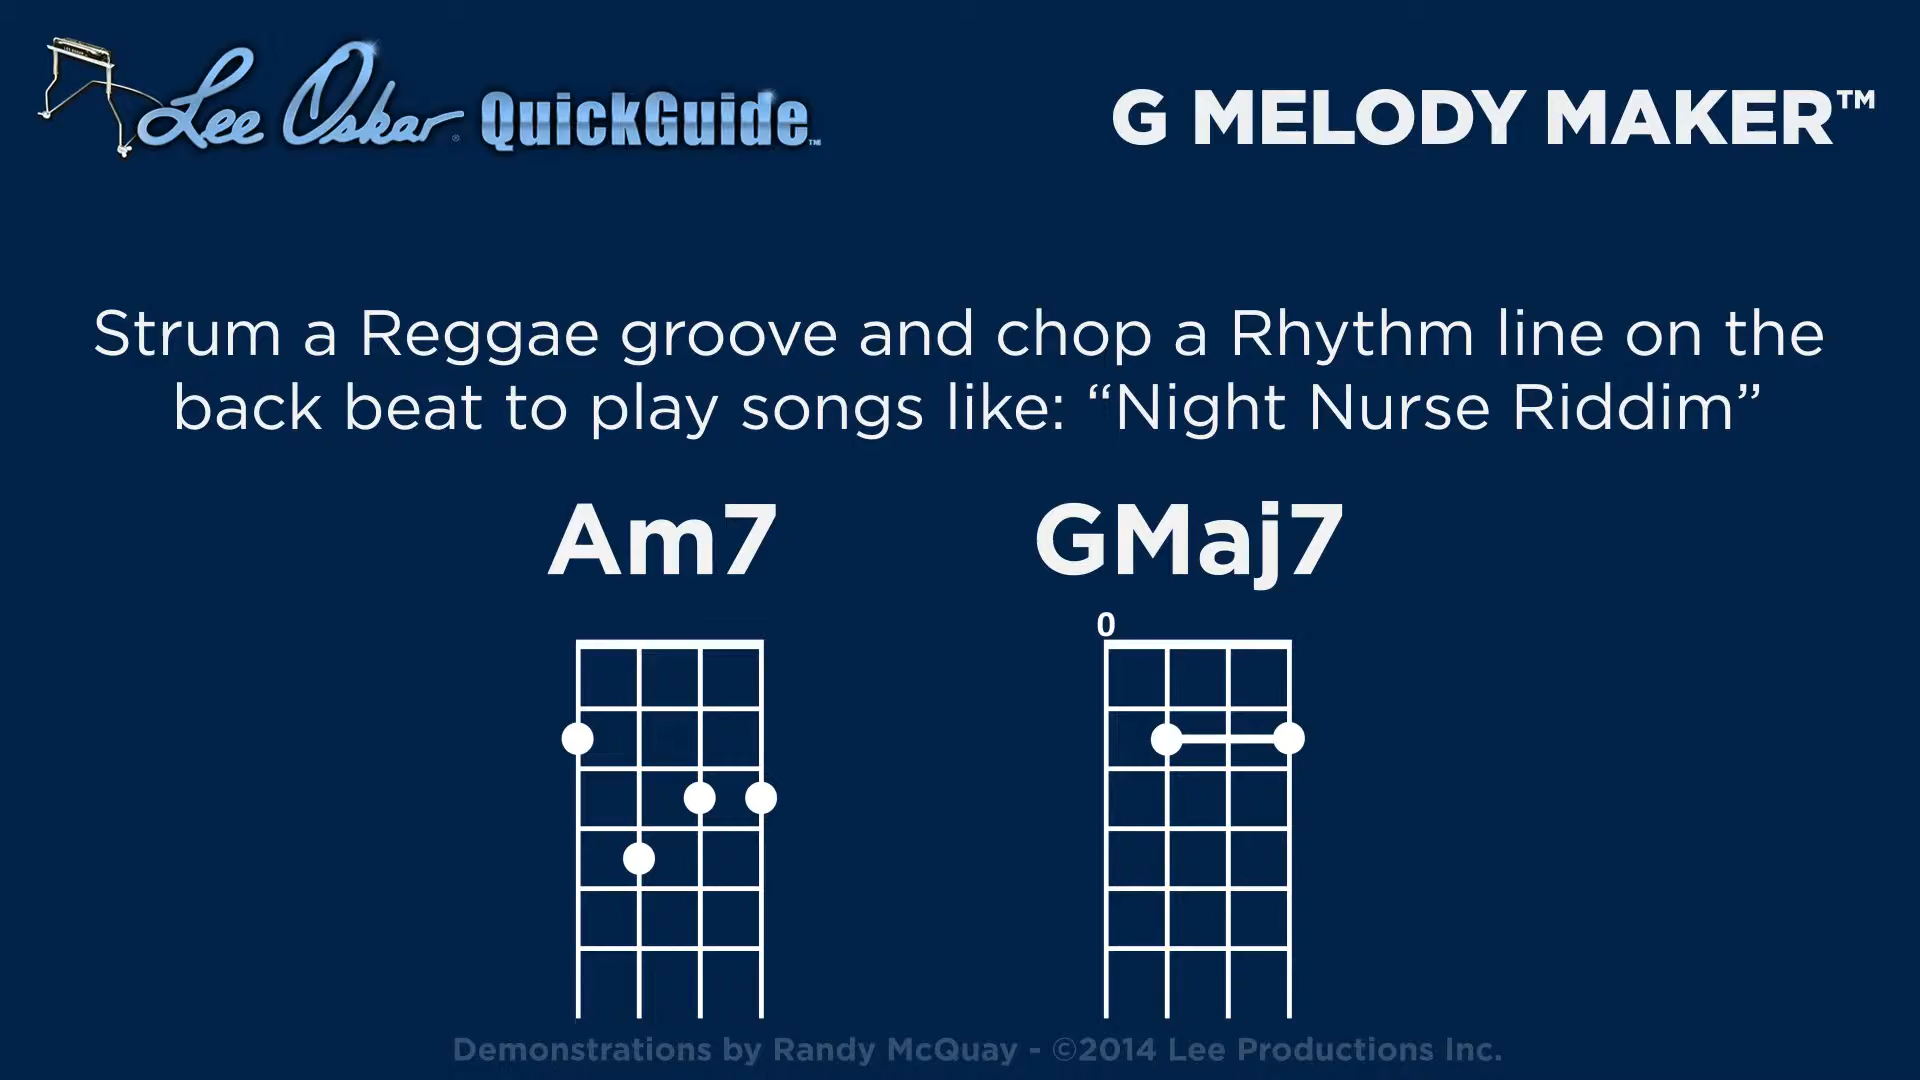 Lee Oskar® QuickGuide™
G MELODY MAKER™
Strum a Reggae groove and chop a Rhythm line on the
back beat to play songs like: “Night Nurse Riddim”
Am7 GMaj7
0
Demonstrations by Randy McQuay - ©2014 Lee Productions Inc.